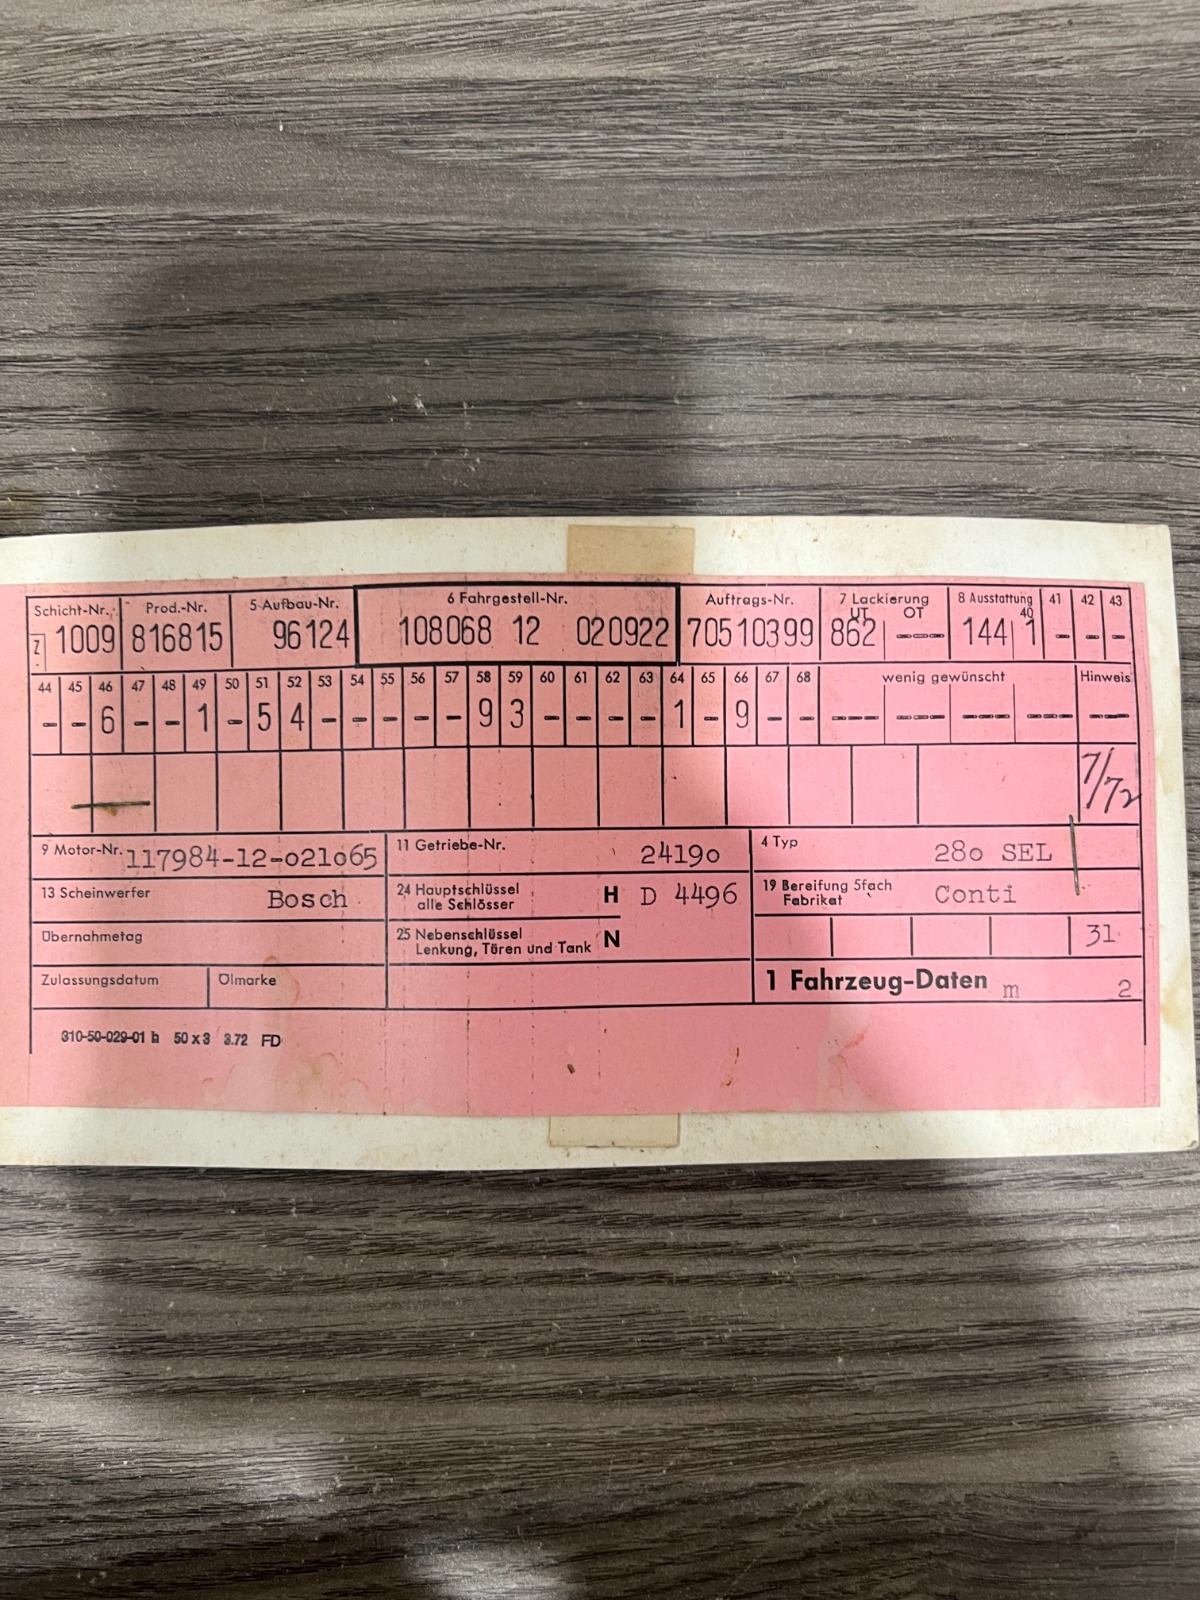 Schicht-Nr. Prod.-Nr. 5 Aufbau-Nr. 6 Fahrgestell-Nr. Auftrags-Nr. 7 Lackierung 8 Ausstattung 41 42 43
UT OT 40
Z 1009 816815 96124 108068 12 020922 70510399 862 --- 144 1 - - -
44 45 46 47 48 49 50 51 52 53 54 55 56 57 58 59 60 61 62 63 64 65 66 67 68 wenig gewünscht Hinweis
- - 6 - - 1 - 5 4 - - - - - 9 3 - - - - 1 - 9 - - --- --- --- --- ---
7/72
9 Motor-Nr. 117984-12-021065 11 Getriebe-Nr. 24190 4 Typ 280 SEL
13 Scheinwerfer Bosch 24 Hauptschlüssel alle Schlösser H D 4496 19 Bereifung 5fach Fabrikat Conti
Übernahmetag 25 Nebenschlüssel Lenkung, Türen und Tank N 31
Zulassungsdatum Ölmarke 1 Fahrzeug-Daten m 2
310-50-029-01 h 50 x 3 3.72 FD